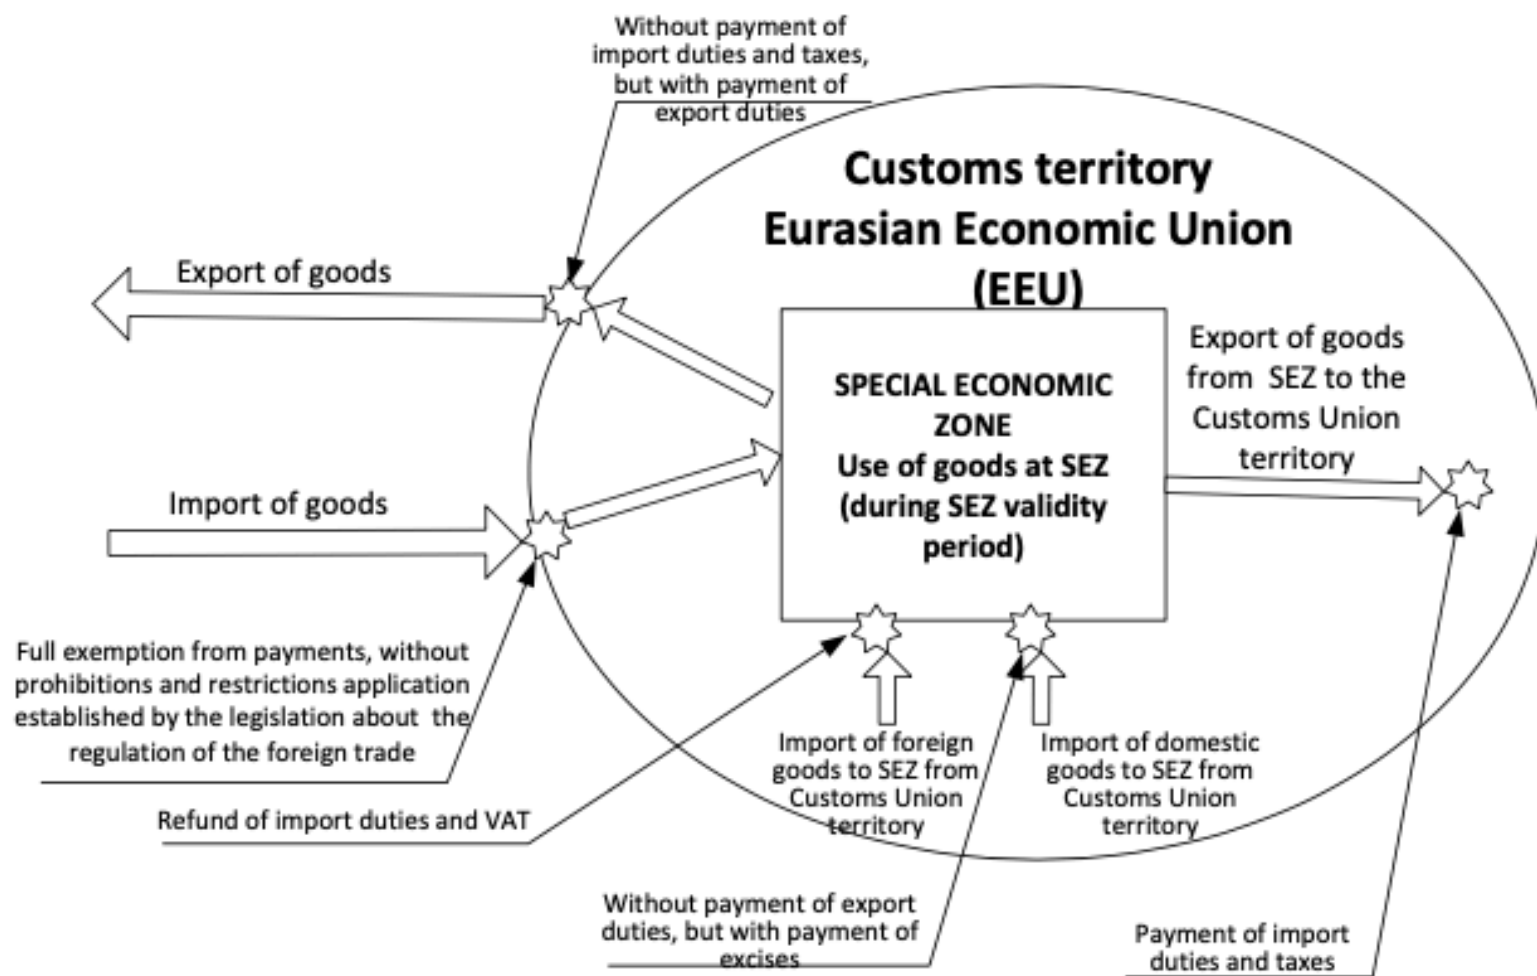 Without payment of
import duties and taxes,
but with payment of
export duties
Customs territory
Eurasian Economic Union
(EEU)
Export of goods
SPECIAL ECONOMIC
ZONE
Use of goods at SEZ
(during SEZ validity
period)
Export of goods
from SEZ to the
Customs Union
territory
Import of goods
Full exemption from payments, without
prohibitions and restrictions application
established by the legislation about the
regulation of the foreign trade
Refund of import duties and VAT
Import of foreign
goods to SEZ from
Customs Union
territory
Import of domestic
goods to SEZ from
Customs Union
territory
Without payment of export
duties, but with payment of
excises
Payment of import
duties and taxes